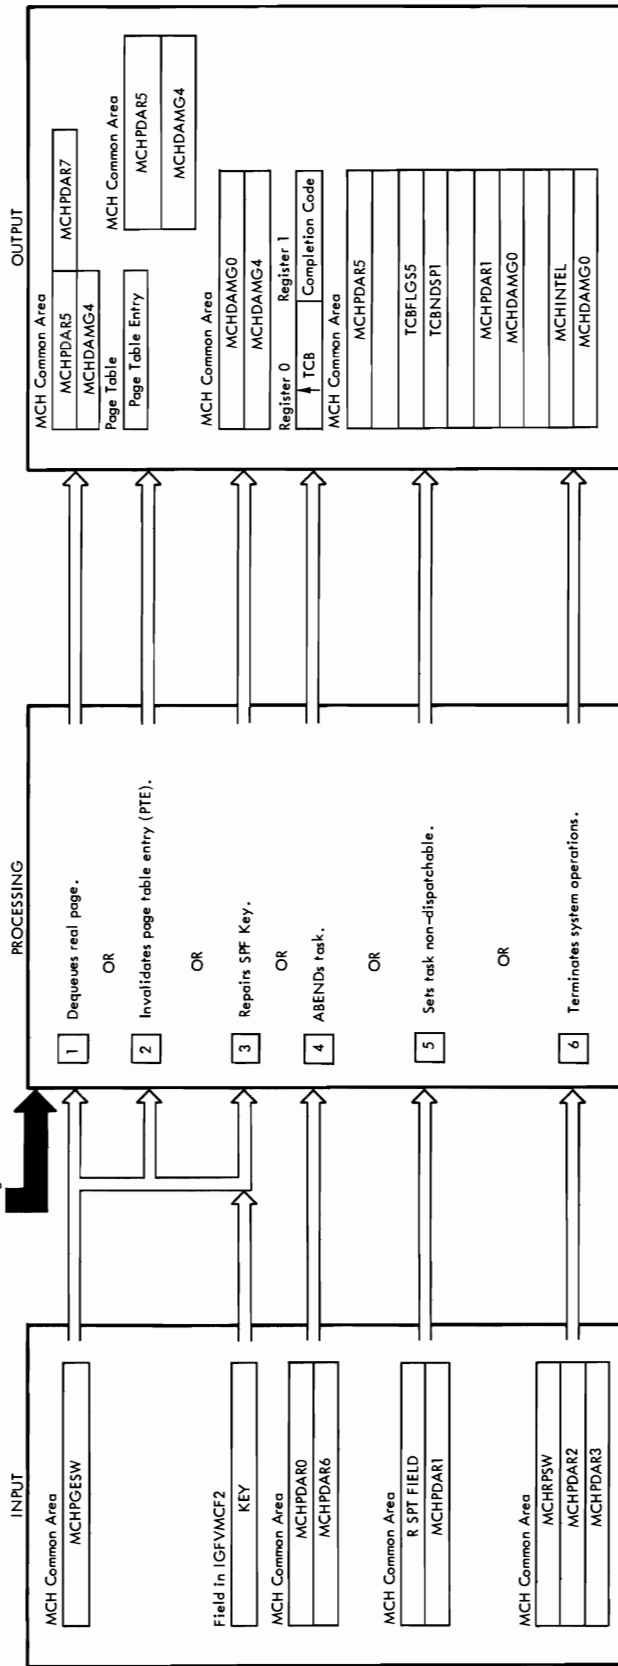 INPUT
MCH Common Area
MCHPGESW
Field in IGFVMCF2
KEY
MCH Common Area
MCHPDAR0
MCHPDAR6
MCH Common Area
R SPT FIELD
MCHPDAR1
MCH Common Area
MCHRPSW
MCHPDAR2
MCHPDAR3
PROCESSING
1 Dequeues real page.
OR
2 Invalidates page table entry (PTE).
OR
3 Repairs SPF Key.
OR
4 ABENDs task.
OR
5 Sets task non-dispatchable.
OR
6 Terminates system operations.
OUTPUT
MCH Common Area
MCHPDAR5 MCHPDAR7
MCHDAMG4
Page Table
Page Table Entry
MCH Common Area
MCHPDAR5
MCHDAMG4
MCH Common Area
MCHDAMG0
MCHDAMG4
Register 0 Register 1
TCB Completion Code
MCH Common Area
MCHPDAR5
TCBFLGS5
TCBNDSP1
MCHPDAR1
MCHDAMG0
MCHINTEL
MCHDAMG0